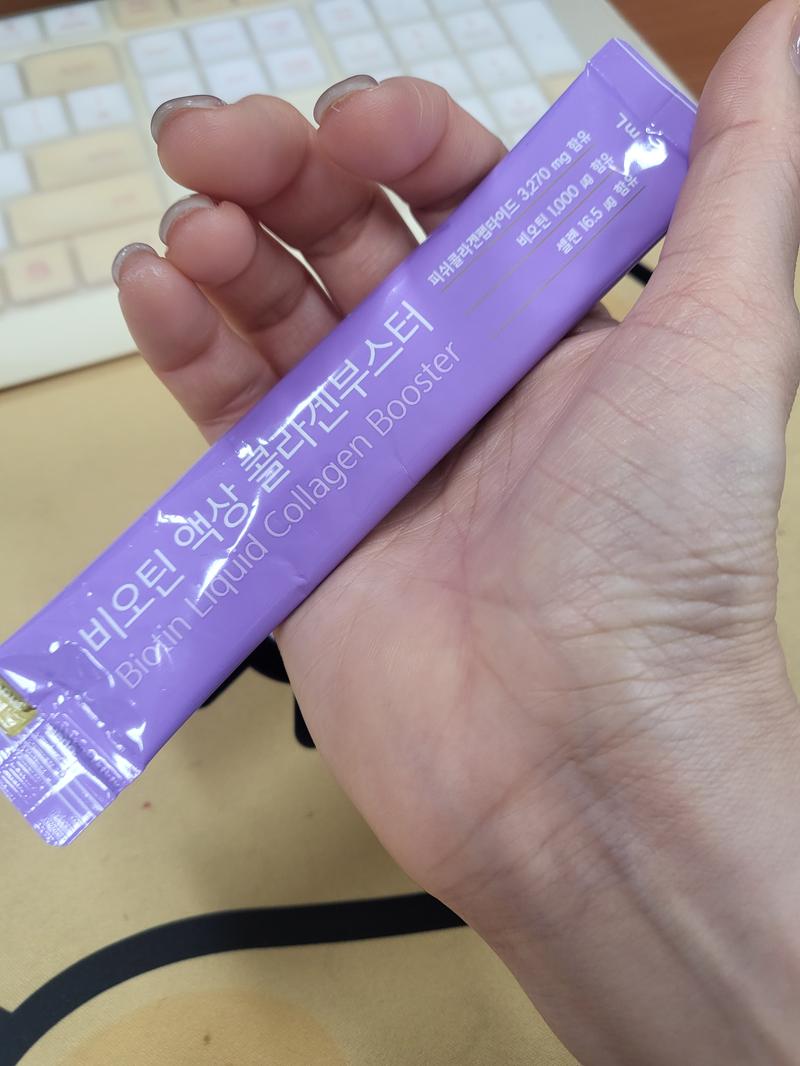 비오틴 액상 콜라겐부스터
Biotin Liquid Collagen Booster
피쉬콜라겐펩타이드 3,270 mg 함유
비오틴 1,000 ㎍ 함유
셀렌 16.5 ㎍ 함유
mL